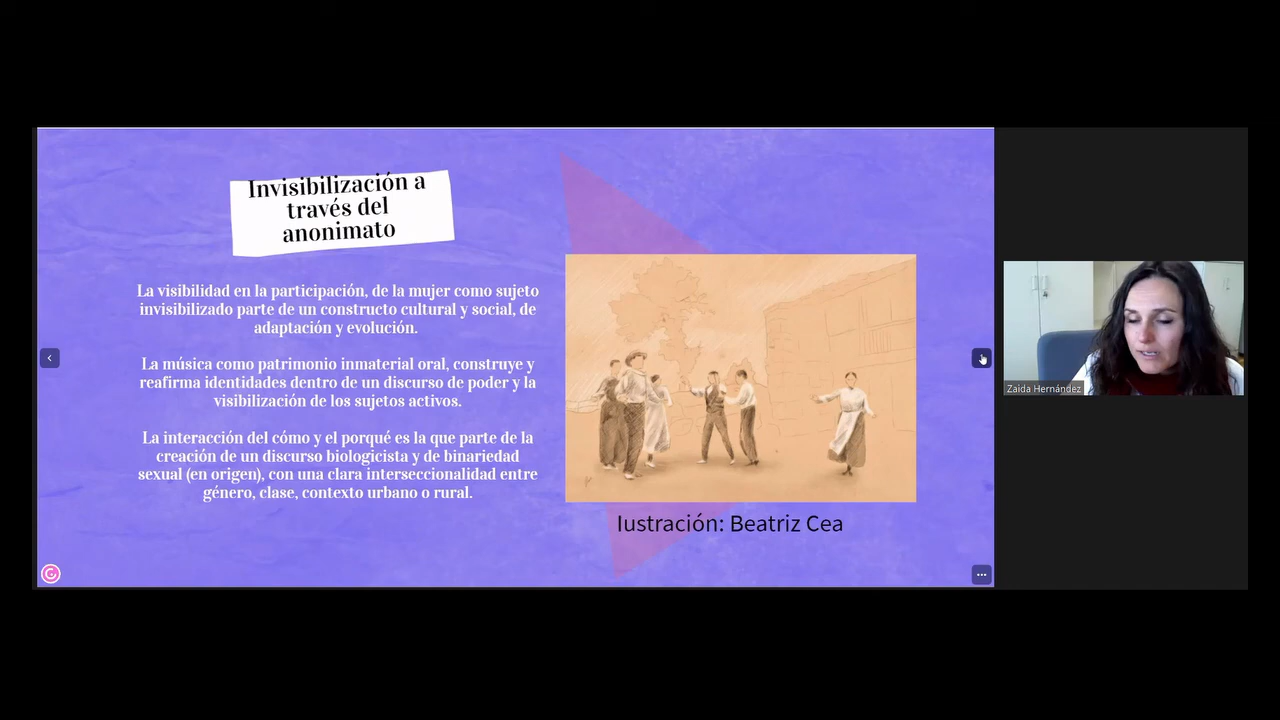 Invisibilización a
través del
anonimato
La visibilidad en la participación, de la mujer como sujeto
invisibilizado parte de un constructo cultural y social, de
adaptación y evolución.
La música como patrimonio inmaterial oral, construye y
reafirma identidades dentro de un discurso de poder y la
visibilización de los sujetos activos.
La interacción del cómo y el porqué es la que parte de la
creación de un discurso biologicista y de binariedad
sexual (en origen), con una clara interseccionalidad entre
género, clase, contexto urbano o rural.
Iustración: Beatriz Cea
Zaida Hernández